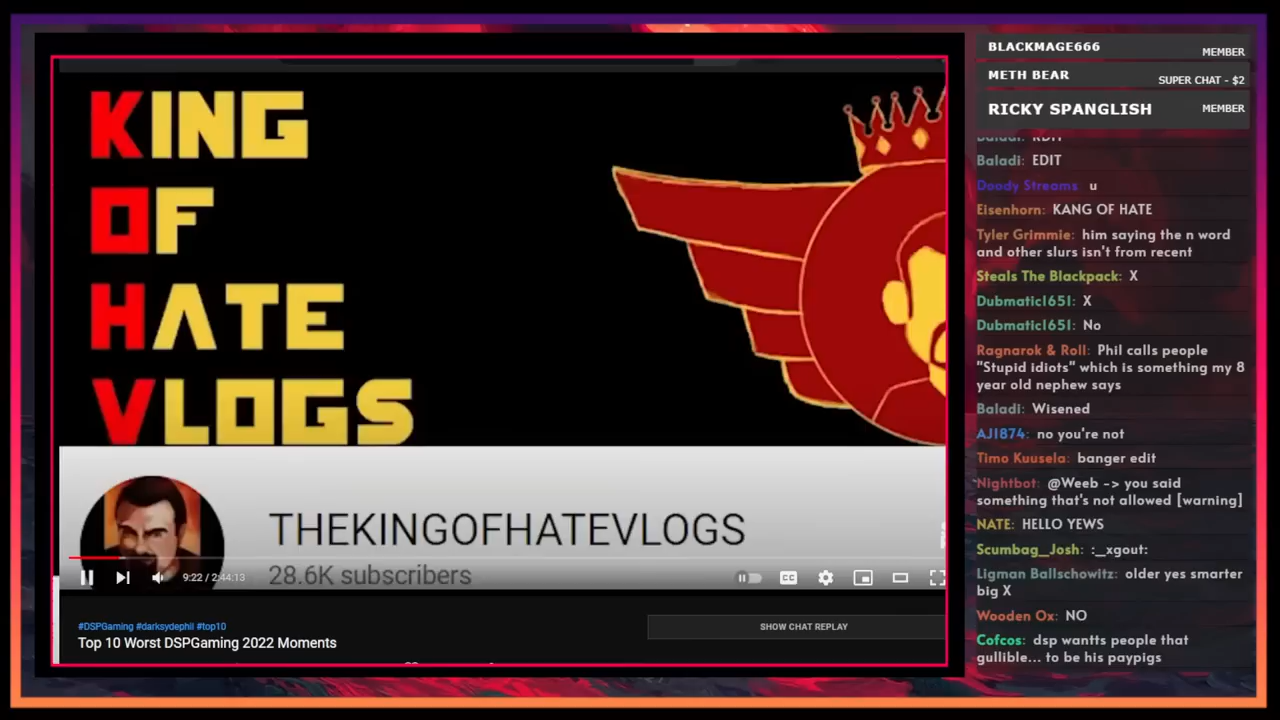 KING
OF
HATE
VLOGS
THEKINGOFHATEVLOGS
9:22 / 2:44:13
28.6K subscribers
CC
#DSPGaming #darksydephil #top10
Top 10 Worst DSPGaming 2022 Moments
SHOW CHAT REPLAY
BLACKMAGE666 MEMBER
METH BEAR SUPER CHAT - $2
RICKY SPANGLISH MEMBER
Baladi: EDIT
Doody Streams u
Eisenhorn: KANG OF HATE
Tyler Grimmie: him saying the n word
and other slurs isn't from recent
Steals The Blackpack: X
Dubmatic1651: X
Dubmatic1651: No
Ragnarok & Roll: Phil calls people
"Stupid idiots" which is something my 8
year old nephew says
Baladi: Wisened
AJ1874: no you're not
Timo Kuusela: banger edit
Nightbot: @Weeb -> you said
something that's not allowed [warning]
NATE: HELLO YEWS
Scumbag_Josh: :_xgout:
Ligman Ballschowitz: older yes smarter
big X
Wooden Ox: NO
Cofcos: dsp wantts people that
gullible... to be his paypigs